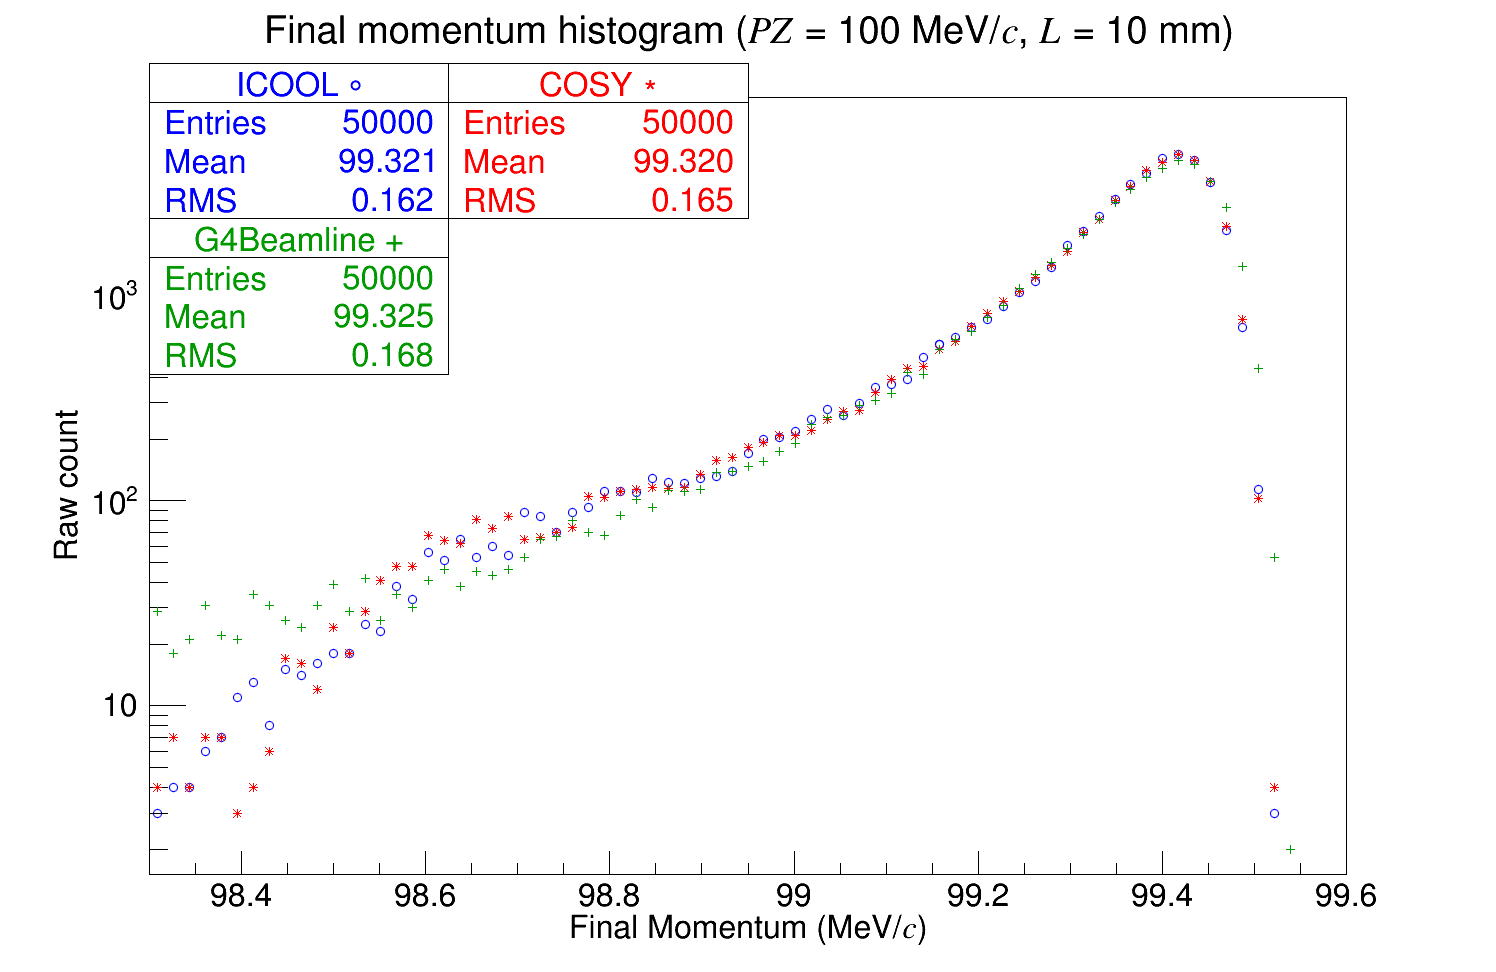 Final momentum histogram (PZ = 100 MeV/c, L = 10 mm)
ICOOL
Entries 50000
Mean 99.321
RMS 0.162
COSY *
Entries 50000
Mean 99.320
RMS 0.165
G4Beamline +
Entries 50000
Mean 99.325
RMS 0.168
Raw count
10³
10²
10
98.4 98.6 98.8 99 99.2 99.4 99.6
Final Momentum (MeV/c)